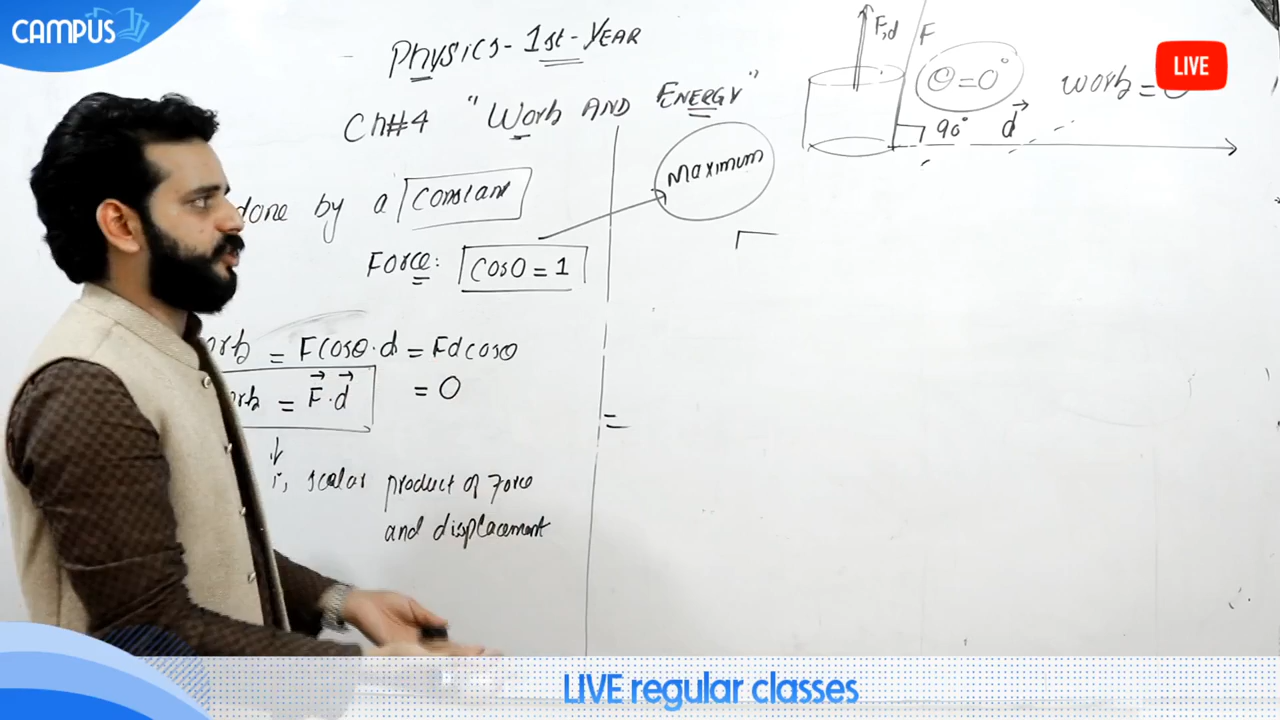 CAMPUS
Physics-1st-YEAR
Ch#4 "Work AND ENERGY"
done by a constant
Force: cos0 = 1
Maximum
= Fcosθ.d = Fdcosθ
= F.d = 0
scalar product of Force
and displacement
F,d
F
θ=0°
work = 0
90° d
=
LIVE
LIVE regular classes